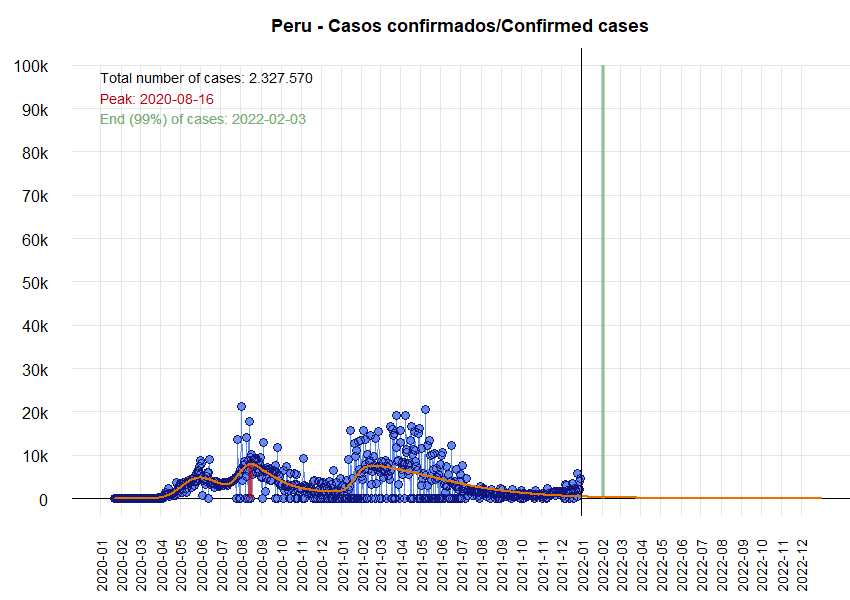 Peru - Casos confirmados/Confirmed cases
Total number of cases: 2.327.570
Peak: 2020-08-16
End (99%) of cases: 2022-02-03
100k
90k
80k
70k
60k
50k
40k
30k
20k
10k
0
2020-01
2020-02
2020-03
2020-04
2020-05
2020-06
2020-07
2020-08
2020-09
2020-10
2020-11
2020-12
2021-01
2021-02
2021-03
2021-04
2021-05
2021-06
2021-07
2021-08
2021-09
2021-10
2021-11
2021-12
2022-01
2022-02
2022-03
2022-04
2022-05
2022-06
2022-07
2022-08
2022-09
2022-10
2022-11
2022-12